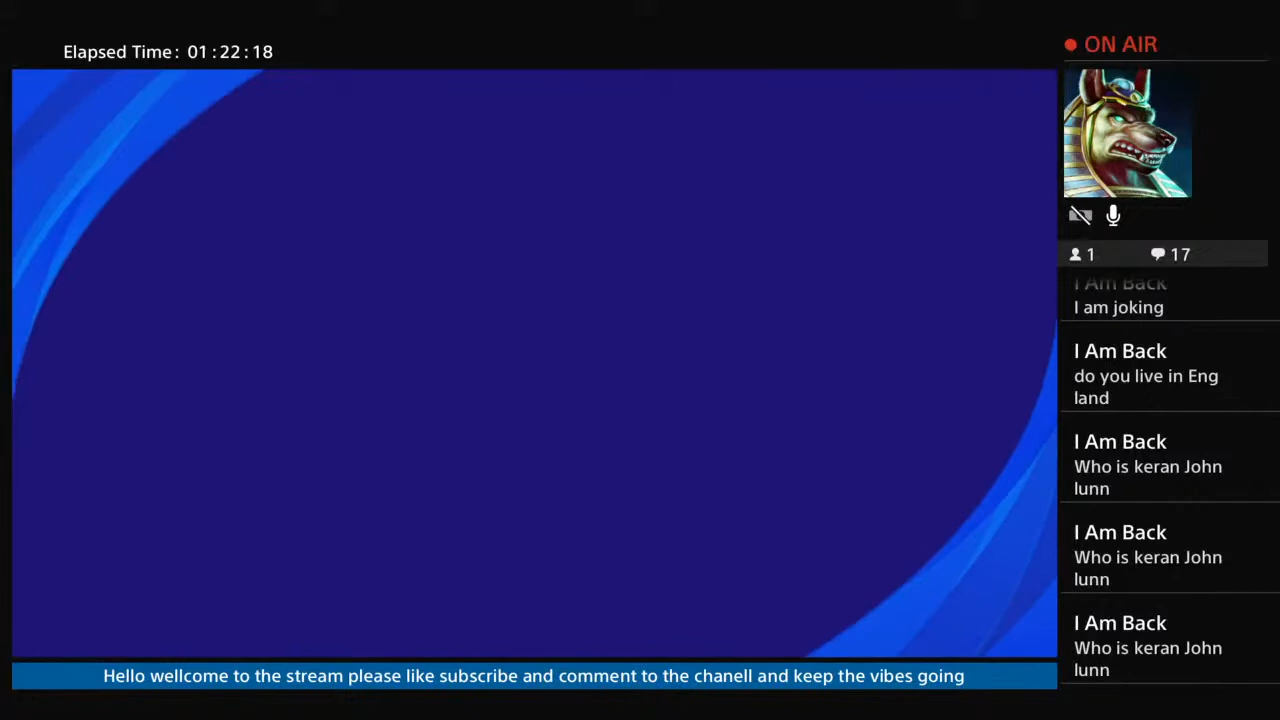 Elapsed Time: 01:22:18
ON AIR
1 17
I Am Back
I am joking
I Am Back
do you live in Eng
land
I Am Back
Who is keran John
lunn
I Am Back
Who is keran John
lunn
I Am Back
Who is keran John
lunn
Hello wellcome to the stream please like subscribe and comment to the chanell and keep the vibes going